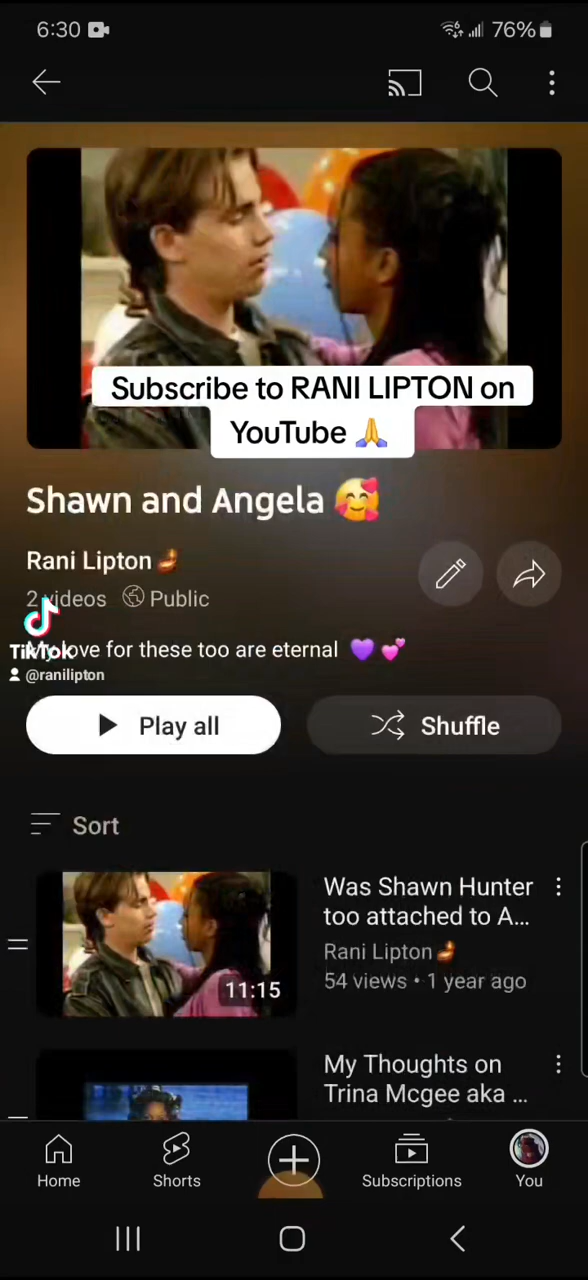 6:30
76%
Subscribe to RANI LIPTON on
YouTube 🙏
Shawn and Angela 🥰
Rani Lipton🪔
2 videos Public
TikTok
My love for these too are eternal 💜 💕
@ranilipton
Play all
Shuffle
Sort
Was Shawn Hunter
too attached to A...
Rani Lipton🪔
54 views • 1 year ago
11:15
My Thoughts on
Trina Mcgee aka ...
Home
Shorts
Subscriptions
You